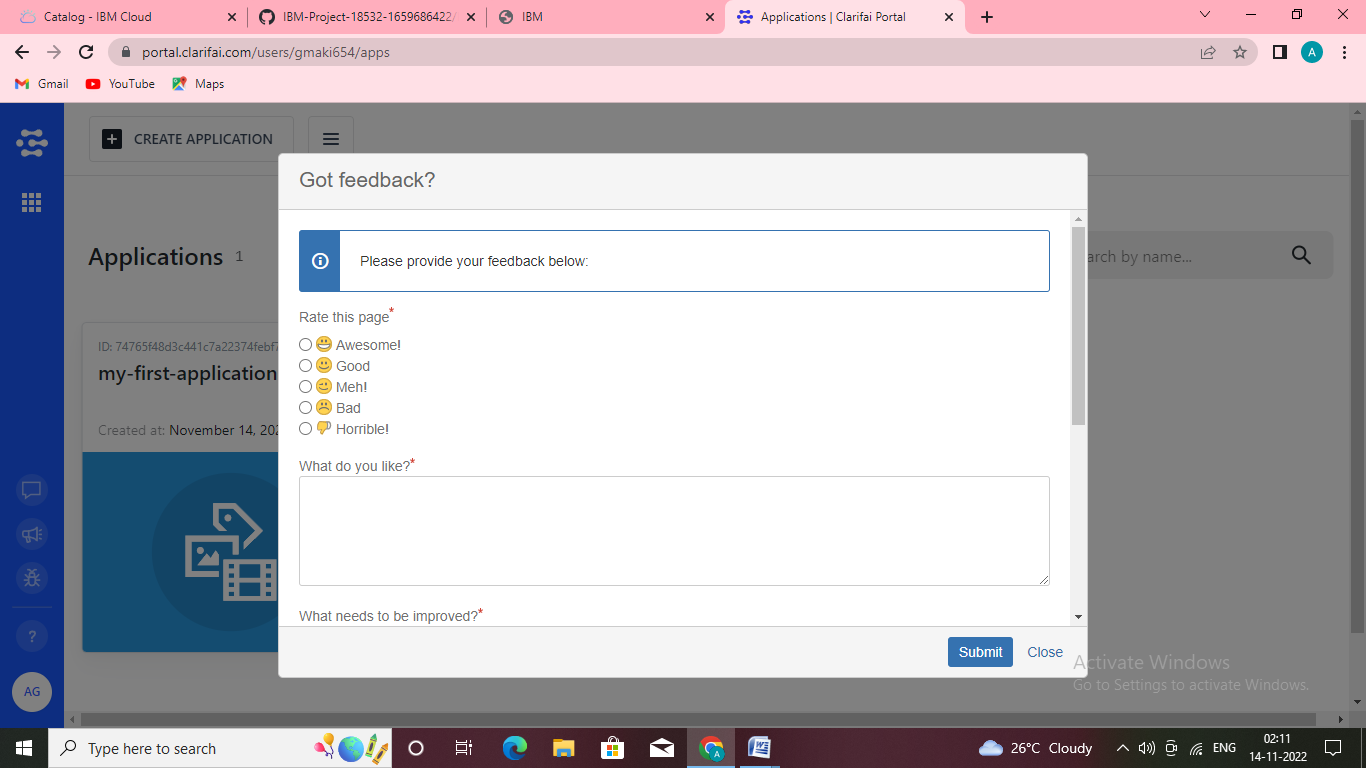 Catalog - IBM Cloud
IBM-Project-18532-1659686422/
IBM
Applications | Clarifai Portal
portal.clarifai.com/users/gmaki654/apps
A
Gmail
YouTube
Maps
CREATE APPLICATION
Got feedback?
Please provide your feedback below:
Applications 1
arch by name...
Rate this page*
Awesome!
Good
Meh!
Bad
Horrible!
ID: 74765f48d3c441c7a22374febf7
my-first-application
Created at: November 14, 202
What do you like?*
What needs to be improved?*
Submit
Close
?
AG
Activate Windows
Go to Settings to activate Windows.
Type here to search
A
26°C Cloudy
ENG
02:11
14-11-2022